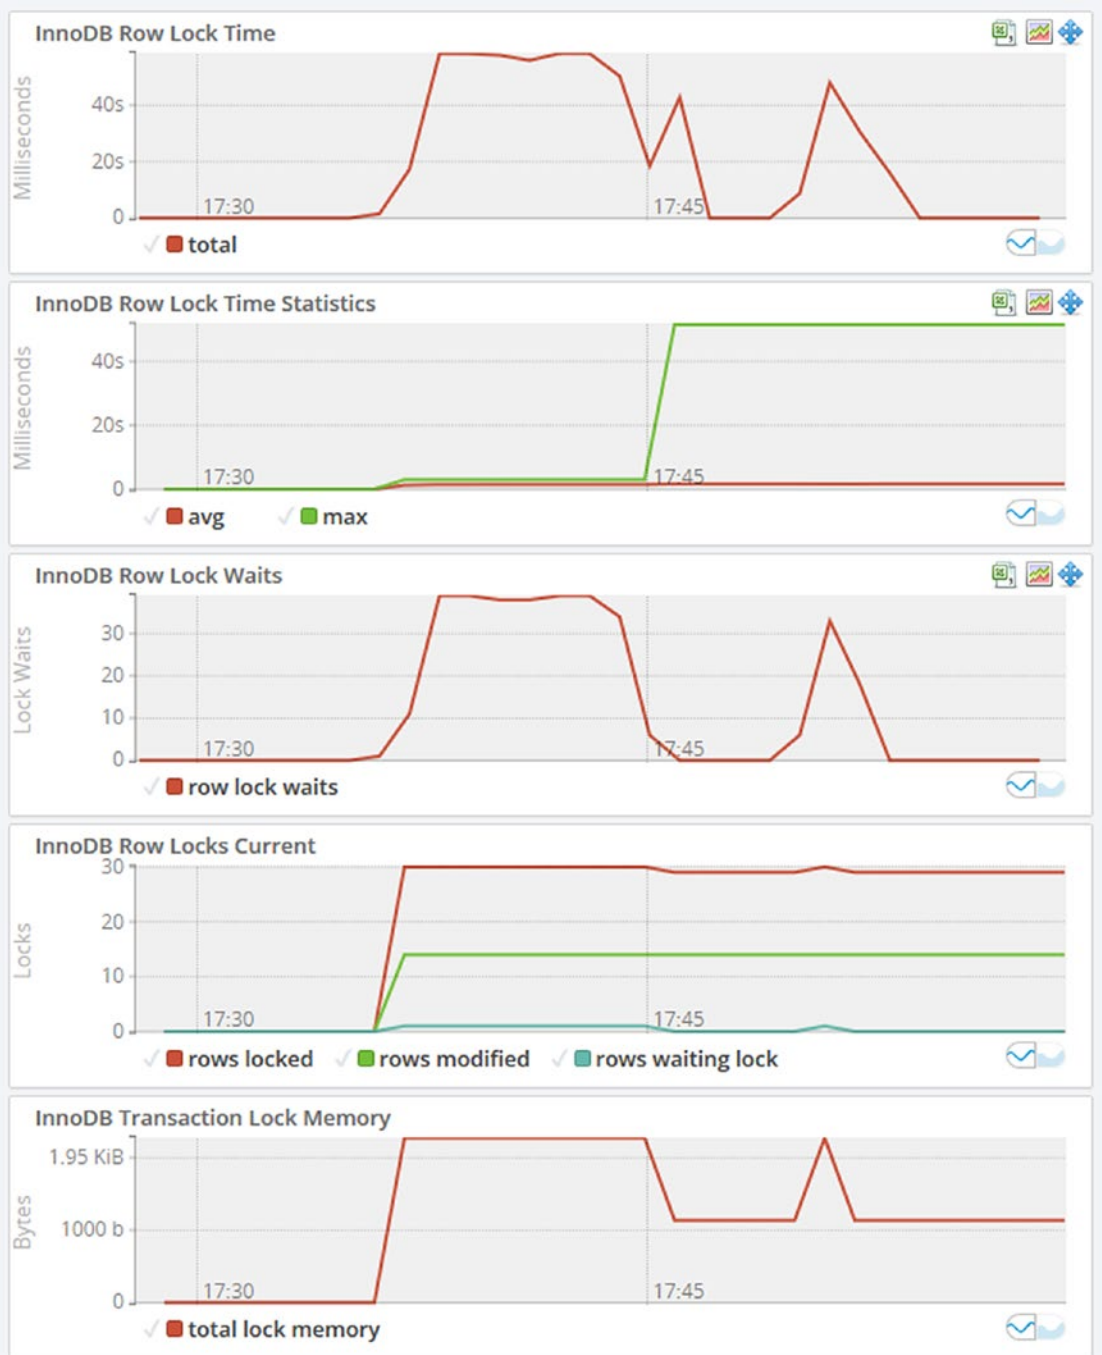 InnoDB Row Lock Time
Milliseconds
40s
20s
0
17:30
17:45
total
InnoDB Row Lock Time Statistics
Milliseconds
40s
20s
0
17:30
17:45
avg max
InnoDB Row Lock Waits
Lock Waits
30
20
10
0
17:30
17:45
row lock waits
InnoDB Row Locks Current
Locks
30
20
10
0
17:30
17:45
rows locked rows modified rows waiting lock
InnoDB Transaction Lock Memory
Bytes
1.95 KiB
1000 b
0
17:30
17:45
total lock memory